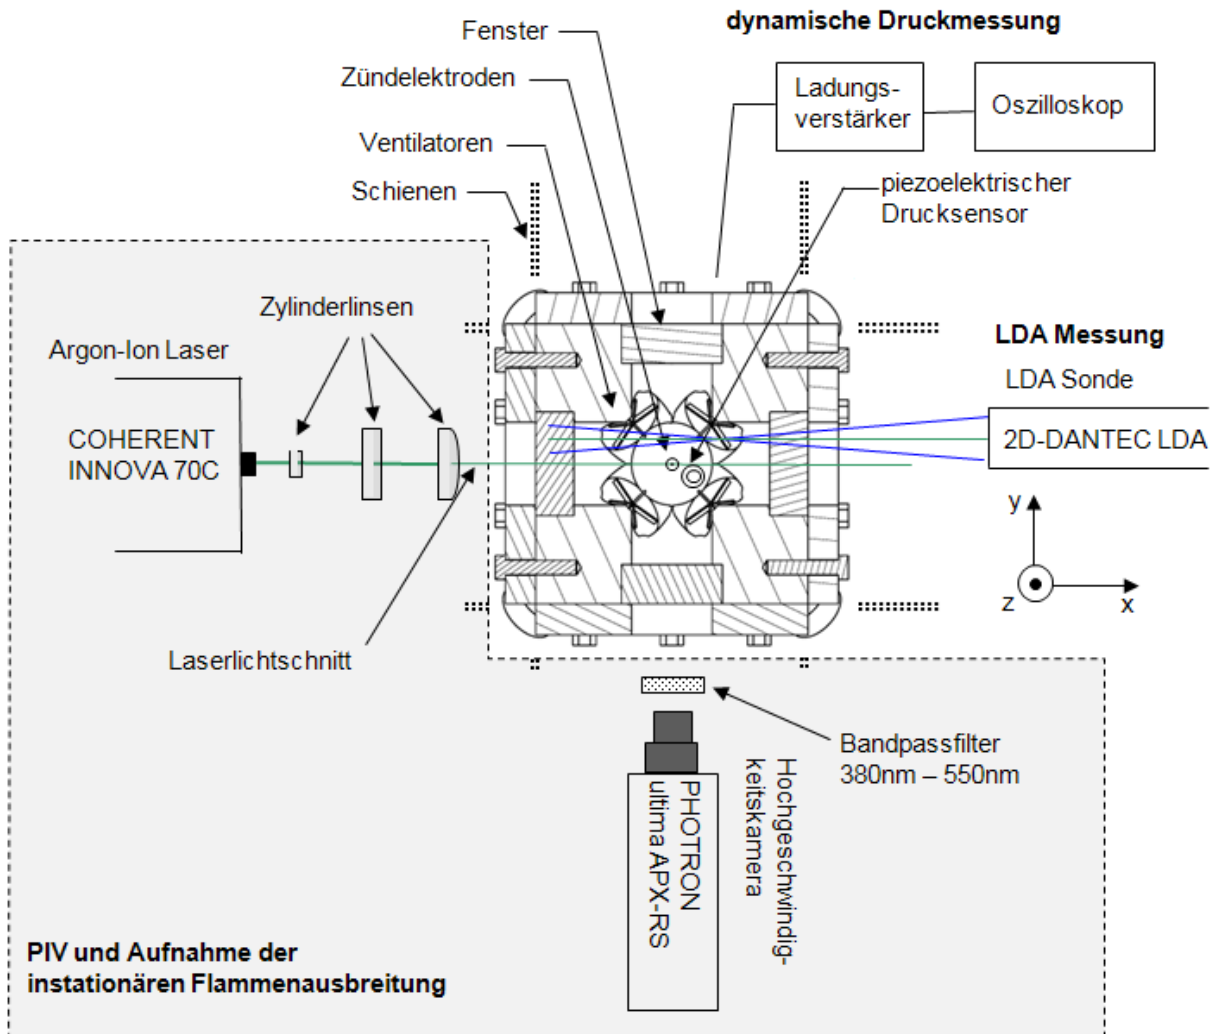 dynamische Druckmessung
Fenster
Zündelektroden
Ventilatoren
Schienen
Ladungs-
verstärker
Oszilloskop
piezoelektrischer
Drucksensor
Zylinderlinsen
Argon-Ion Laser
COHERENT
INNOVA 70C
LDA Messung
LDA Sonde
2D-DANTEC LDA
y
z
x
Laserlichtschnitt
Bandpassfilter
380nm – 550nm
PHOTRON
ultima APX-RS
Hochgeschwindig-
keitskamera
PIV und Aufnahme der
instationären Flammenausbreitung